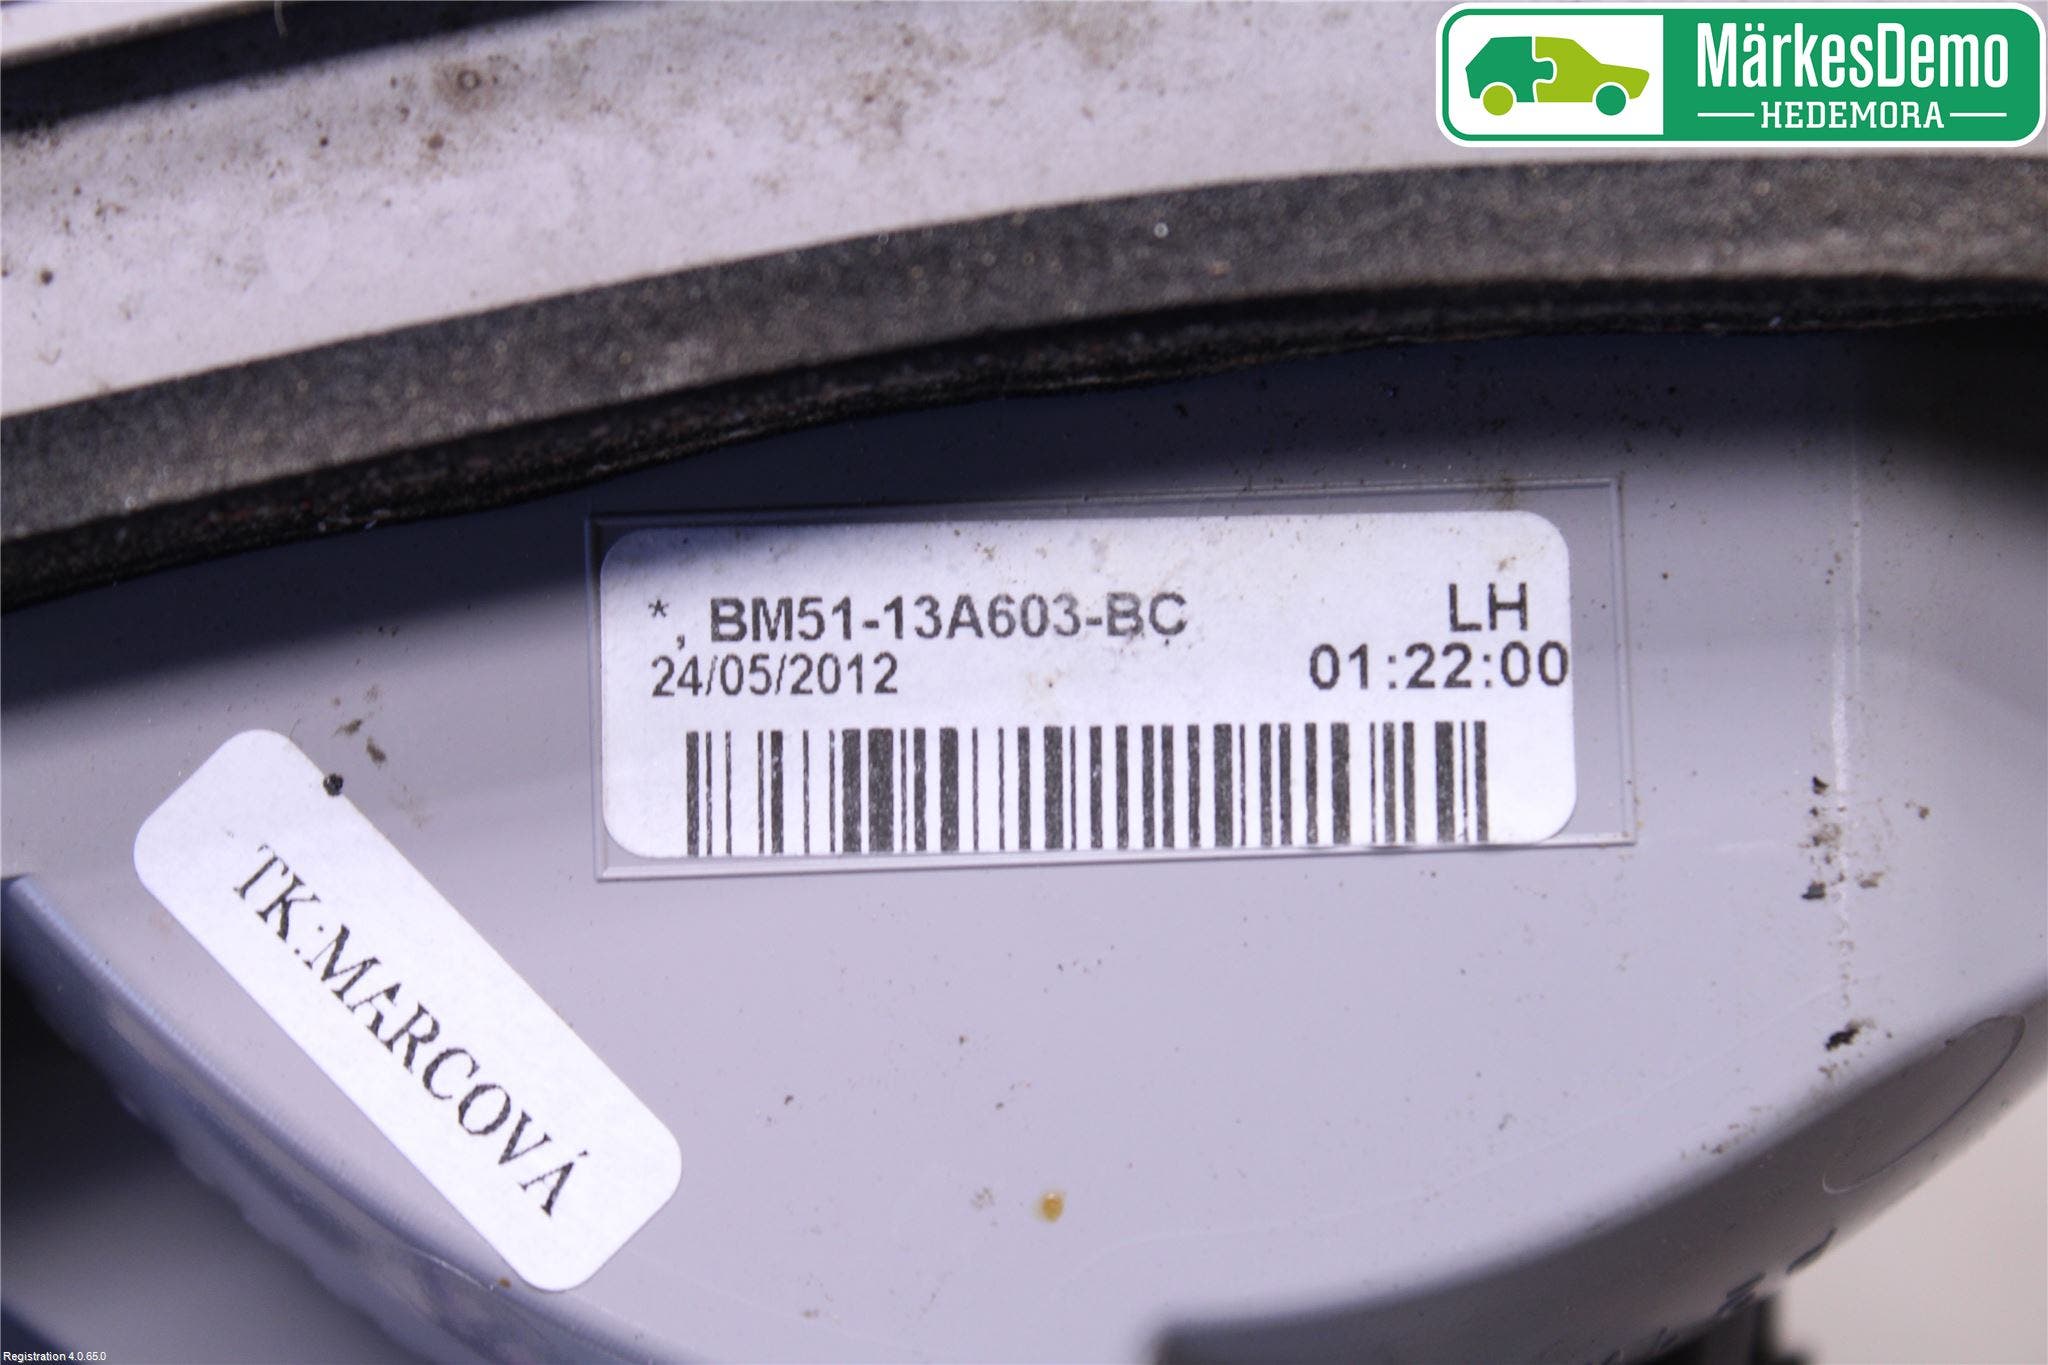 MärkesDemo
HEDEMORA
*, BM51-13A603-BC LH
24/05/2012 01:22:00
TK:MARCOVÁ
Registration 4.0.65.0